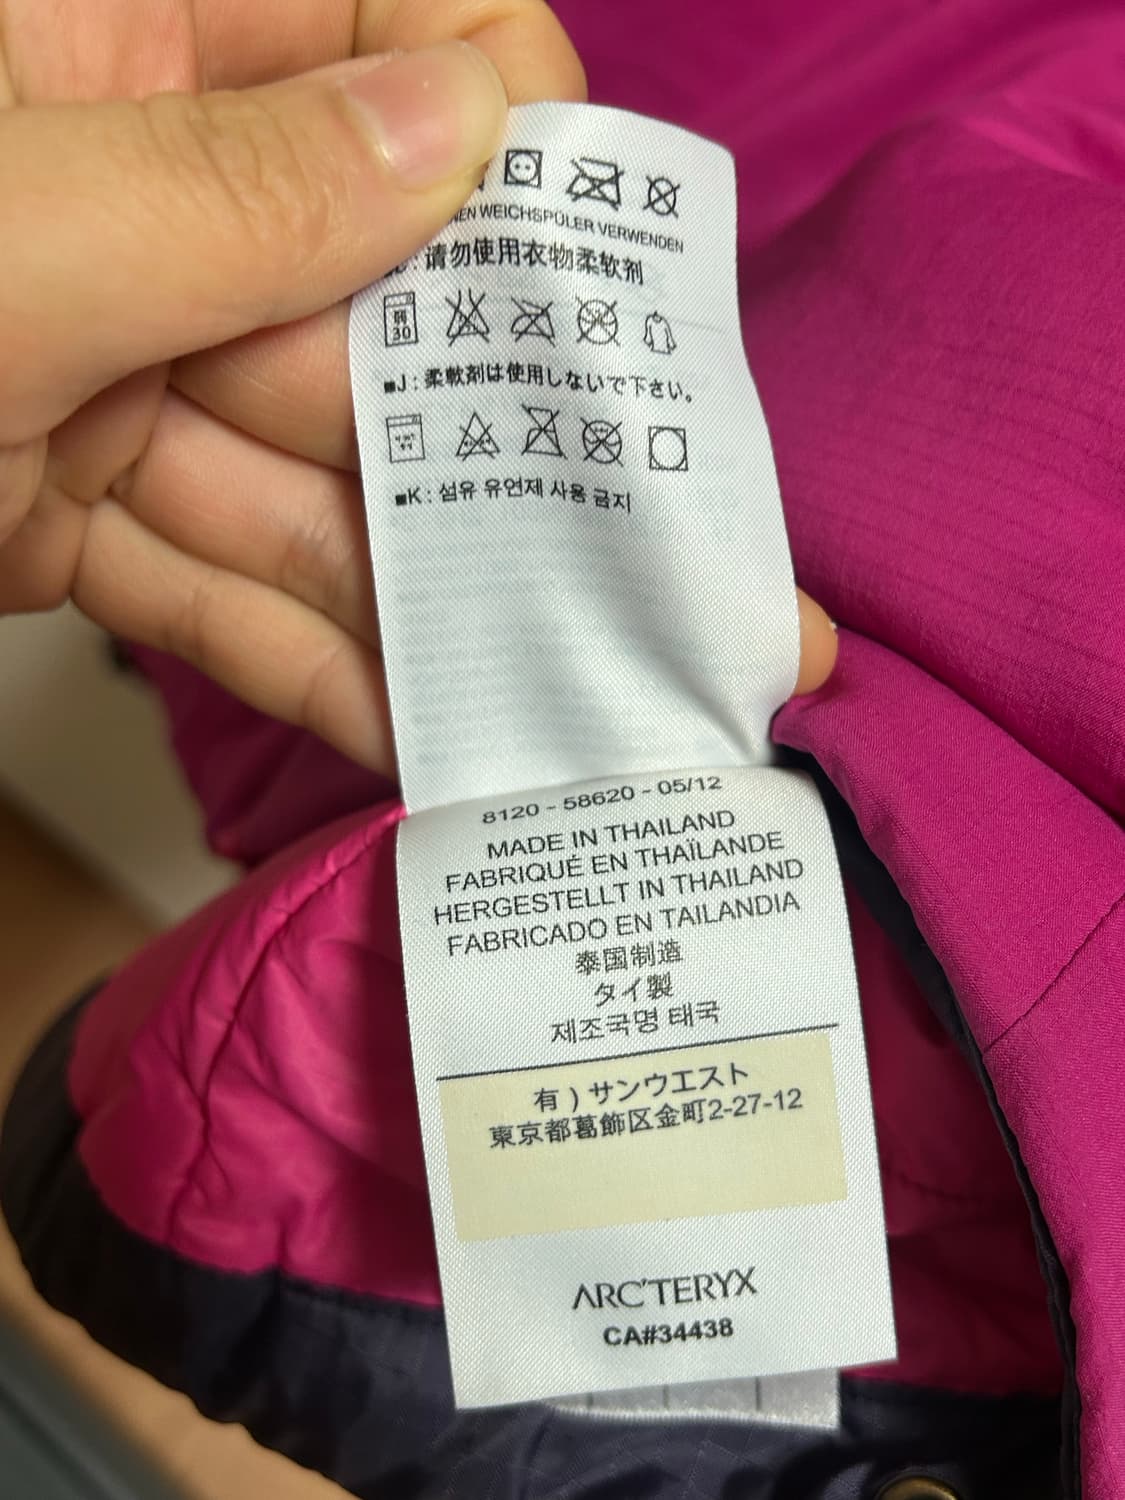 NEN WEICHSPÜLER VERWENDEN
: 请勿使用衣物柔软剂
弱
30
■J : 柔軟剤は使用しないで下さい。
■K : 섬유 유연제 사용 금지
8120 - 58620 - 05/12
MADE IN THAILAND
FABRIQUÉ EN THAÏLANDE
HERGESTELLT IN THAILAND
FABRICADO EN TAILANDIA
泰国制造
タイ製
제조국명 태국
有 ) サンウエスト
東京都葛飾区金町2-27-12
ARC'TERYX
CA#34438